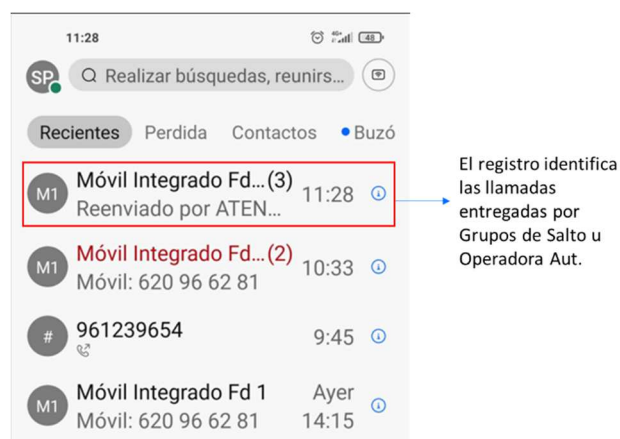 11:28
4G+
48
SP
Realizar búsquedas, reunirs...
Recientes Perdida Contactos Buzó
M1
Móvil Integrado Fd...(3)
Reenviado por ATEN...
11:28
El registro identifica
las llamadas
entregadas por
Grupos de Salto u
Operadora Aut.
M1
Móvil Integrado Fd...(2)
Móvil: 620 96 62 81
10:33
#
961239654
9:45
M1
Móvil Integrado Fd 1
Móvil: 620 96 62 81
Ayer
14:15